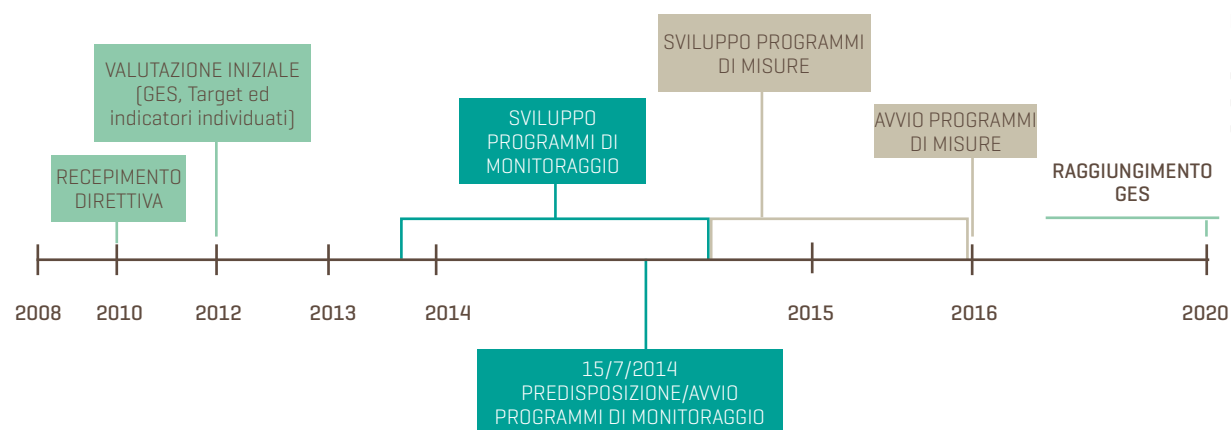 SVILUPPO PROGRAMMI
DI MISURE
VALUTAZIONE INIZIALE
(GES, Target ed
indicatori individuati)
SVILUPPO
PROGRAMMI DI
MONITORAGGIO
AVVIO PROGRAMMI
DI MISURE
RECEPIMENTO
DIRETTIVA
RAGGIUNGIMENTO
GES
2008 2010 2012 2013 2014 2015 2016 2020
15/7/2014
PREDISPOSIZIONE/AVVIO
PROGRAMMI DI MONITORAGGIO